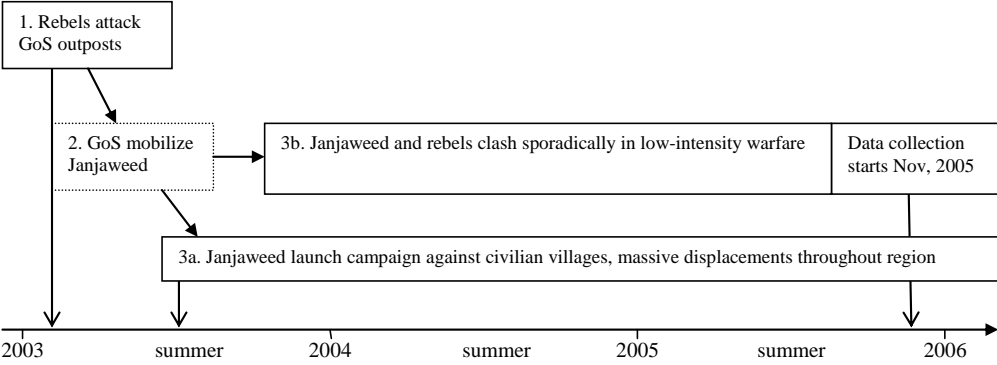 1. Rebels attack
GoS outposts
2. GoS mobilize
Janjaweed
3b. Janjaweed and rebels clash sporadically in low-intensity warfare
Data collection
starts Nov, 2005
3a. Janjaweed launch campaign against civilian villages, massive displacements throughout region
2003 summer 2004 summer 2005 summer 2006